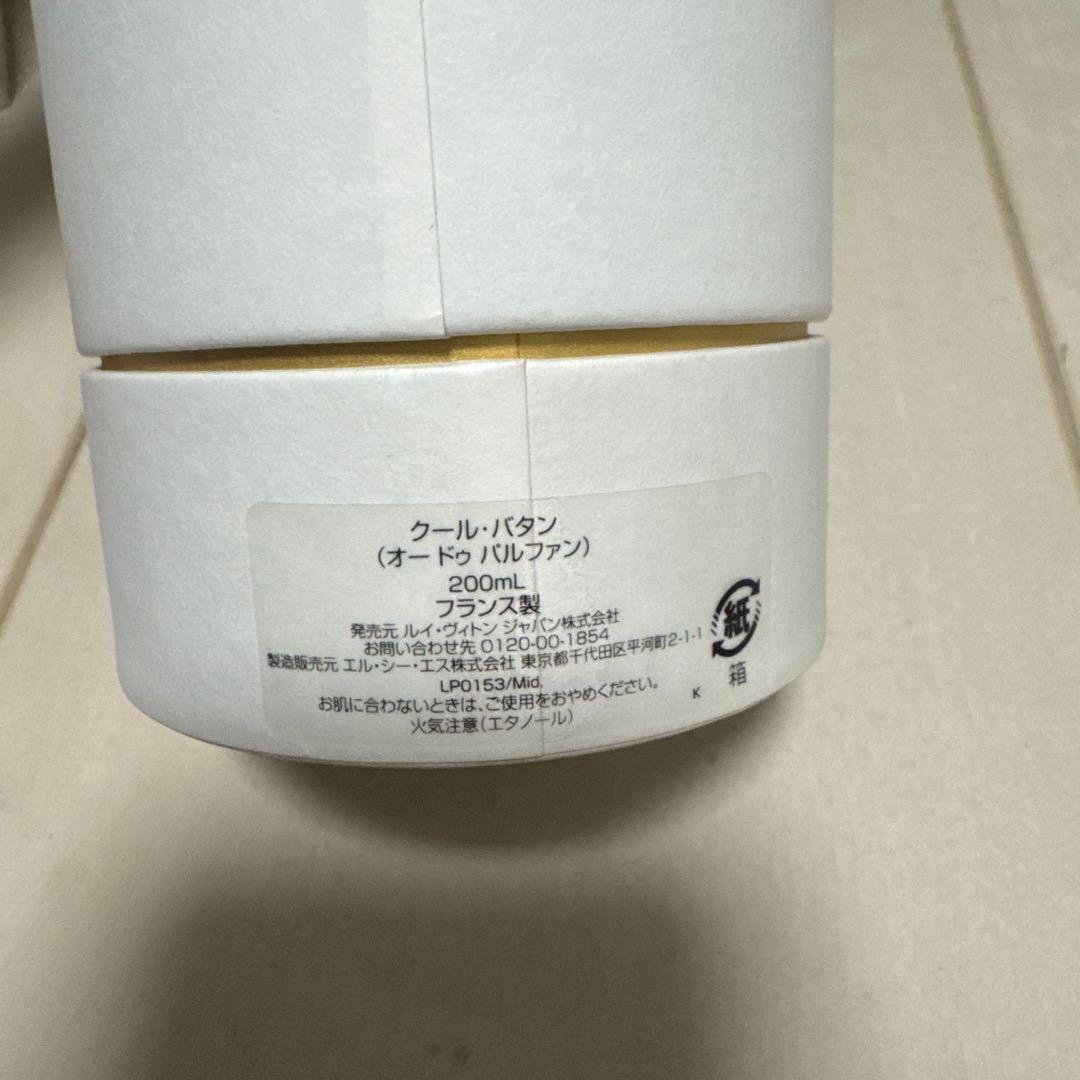 クール・バタン
(オー ドゥ パルファン)
200mL
フランス製
発売元 ルイ・ヴィトン ジャパン株式会社
お問い合わせ先 0120-00-1854
製造販売元 エル・シー・エス株式会社 東京都千代田区平河町2-1-1
LP0153/Mid.
お肌に合わないときは、ご使用をおやめください。
火気注意(エタノール)
K
紙
箱